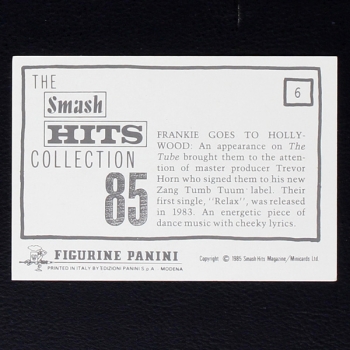 THE
Smash
HITS
COLLECTION
85
6
FRANKIE GOES TO HOLLY-
WOOD: An appearance on The
Tube brought them to the atten-
tion of master producer Trevor
Horn who signed them to his new
Zang Tumb Tuum label. Their
first single, "Relax", was released
in 1983. An energetic piece of
dance music with cheeky lyrics.
FIGURINE PANINI
PRINTED IN ITALY BY EDIZIONI PANINI S.p.A. - MODENA
Copyright © 1985 Smash Hits Magazine/Minicards Ltd.